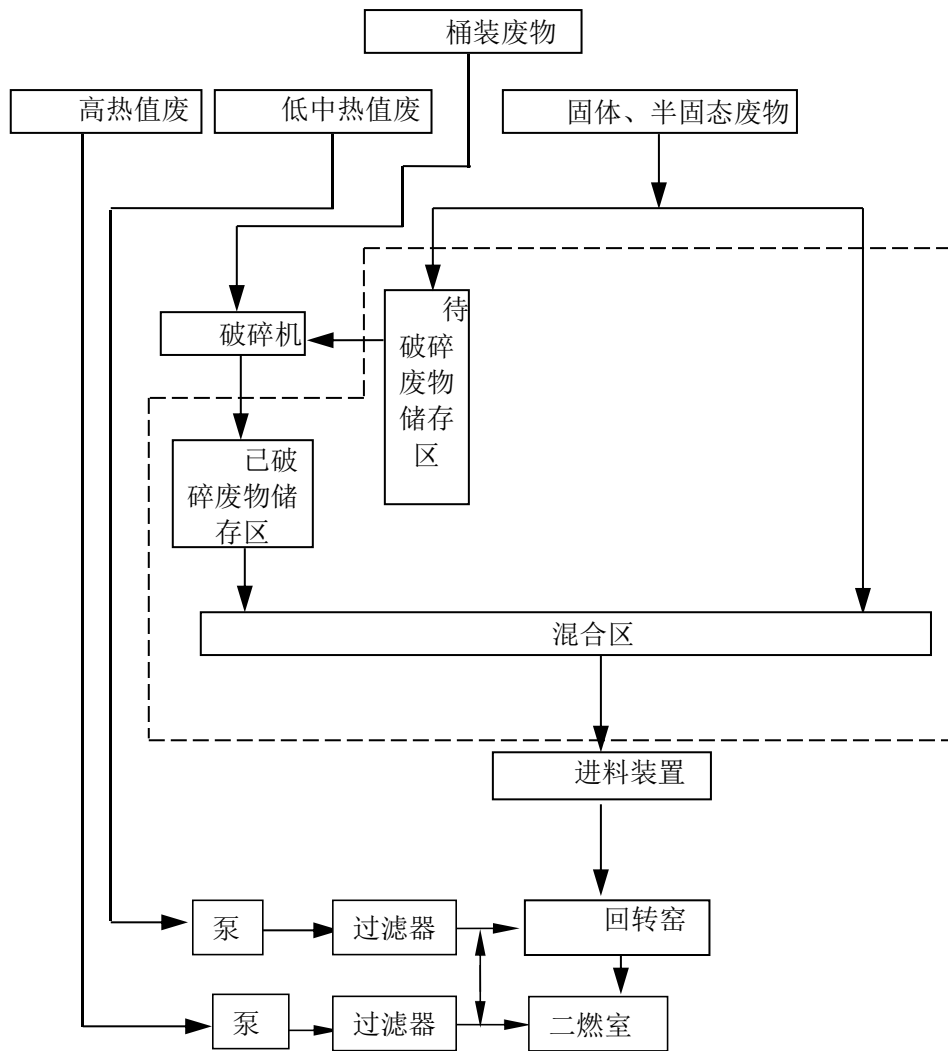 桶装废物
高热值废
低中热值废
固体、半固态废物
待
破碎
废物
储存
区
破碎机
已破
碎废物储
存区
混合区
进料装置
泵
过滤器
回转窑
泵
过滤器
二燃室